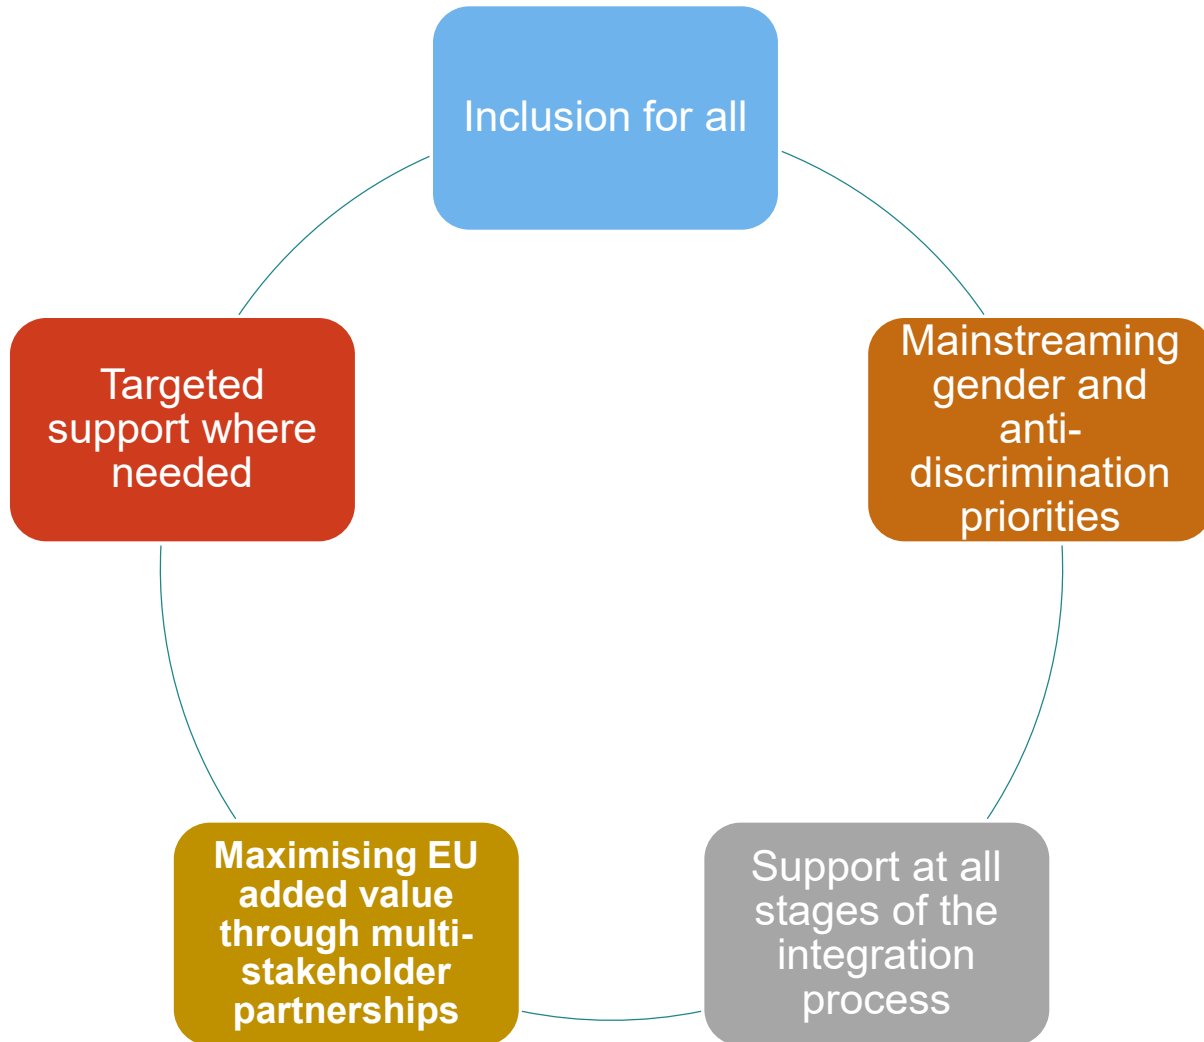 Inclusion for all
Mainstreaming
gender and
anti-
discrimination
priorities
Support at all
stages of the
integration
process
Maximising EU
added value
through multi-
stakeholder
partnerships
Targeted
support where
needed